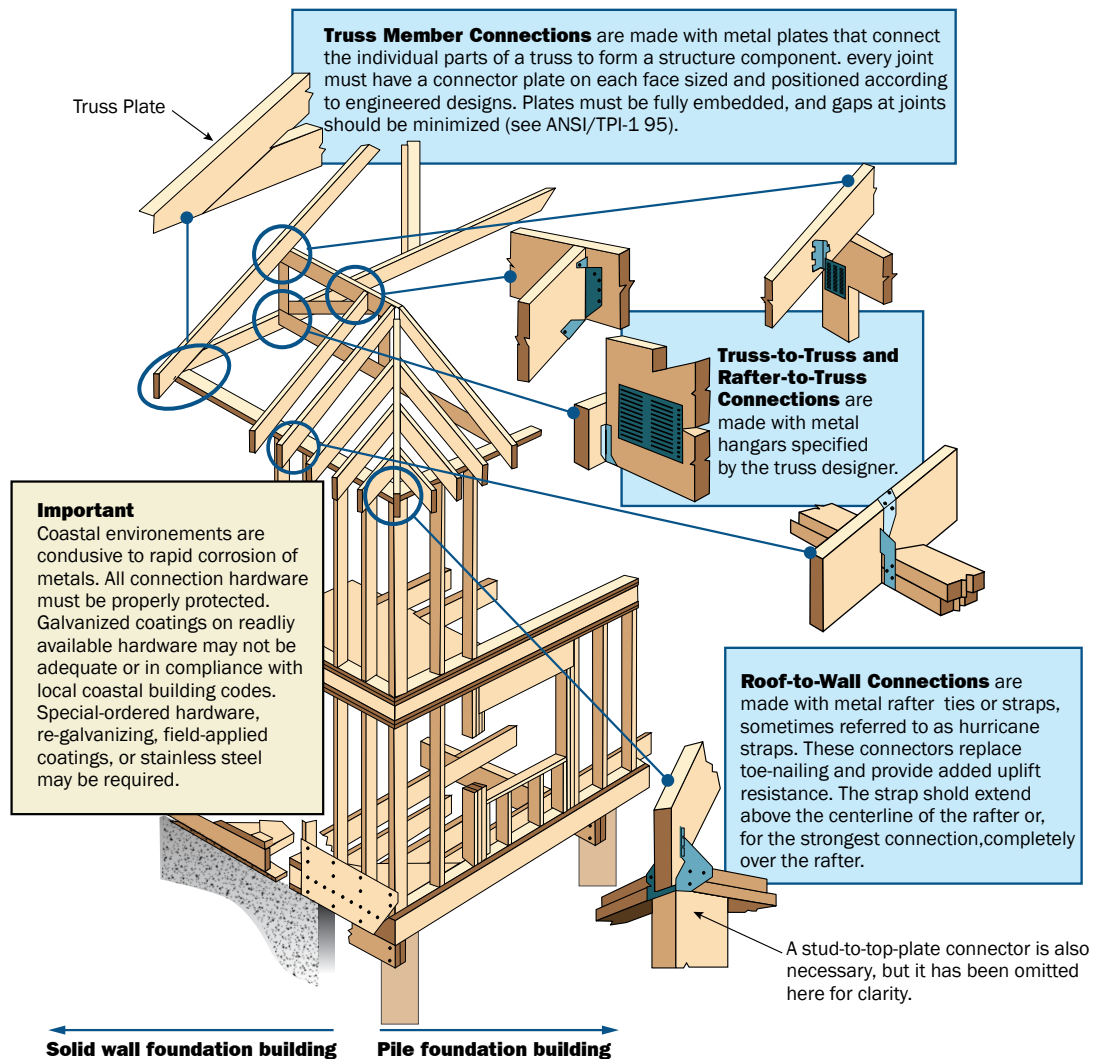 Truss Member Connections are made with metal plates that connect
the individual parts of a truss to form a structure component. every joint
must have a connector plate on each face sized and positioned according
to engineered designs. Plates must be fully embedded, and gaps at joints
should be minimized (see ANSI/TPI-1 95).
Truss Plate
Truss-to-Truss and
Rafter-to-Truss
Connections are
made with metal
hangars specified
by the truss designer.
Important
Coastal environements are
condusive to rapid corrosion of
metals. All connection hardware
must be properly protected.
Galvanized coatings on readliy
available hardware may not be
adequate or in compliance with
local coastal building codes.
Special-ordered hardware,
re-galvanizing, field-applied
coatings, or stainless steel
may be required.
Roof-to-Wall Connections are
made with metal rafter ties or straps,
sometimes referred to as hurricane
straps. These connectors replace
toe-nailing and provide added uplift
resistance. The strap shold extend
above the centerline of the rafter or,
for the strongest connection,completely
over the rafter.
A stud-to-top-plate connector is also
necessary, but it has been omitted
here for clarity.
Solid wall foundation building
Pile foundation building